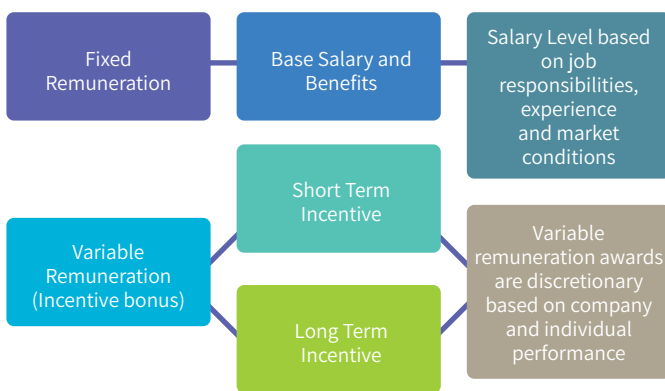 Fixed
Remuneration
Base Salary and
Benefits
Salary Level based
on job
responsibilities,
experience
and market
conditions
Variable
Remuneration
(Incentive bonus)
Short Term
Incentive
Long Term
Incentive
Variable
remuneration awards
are discretionary
based on company
and individual
performance